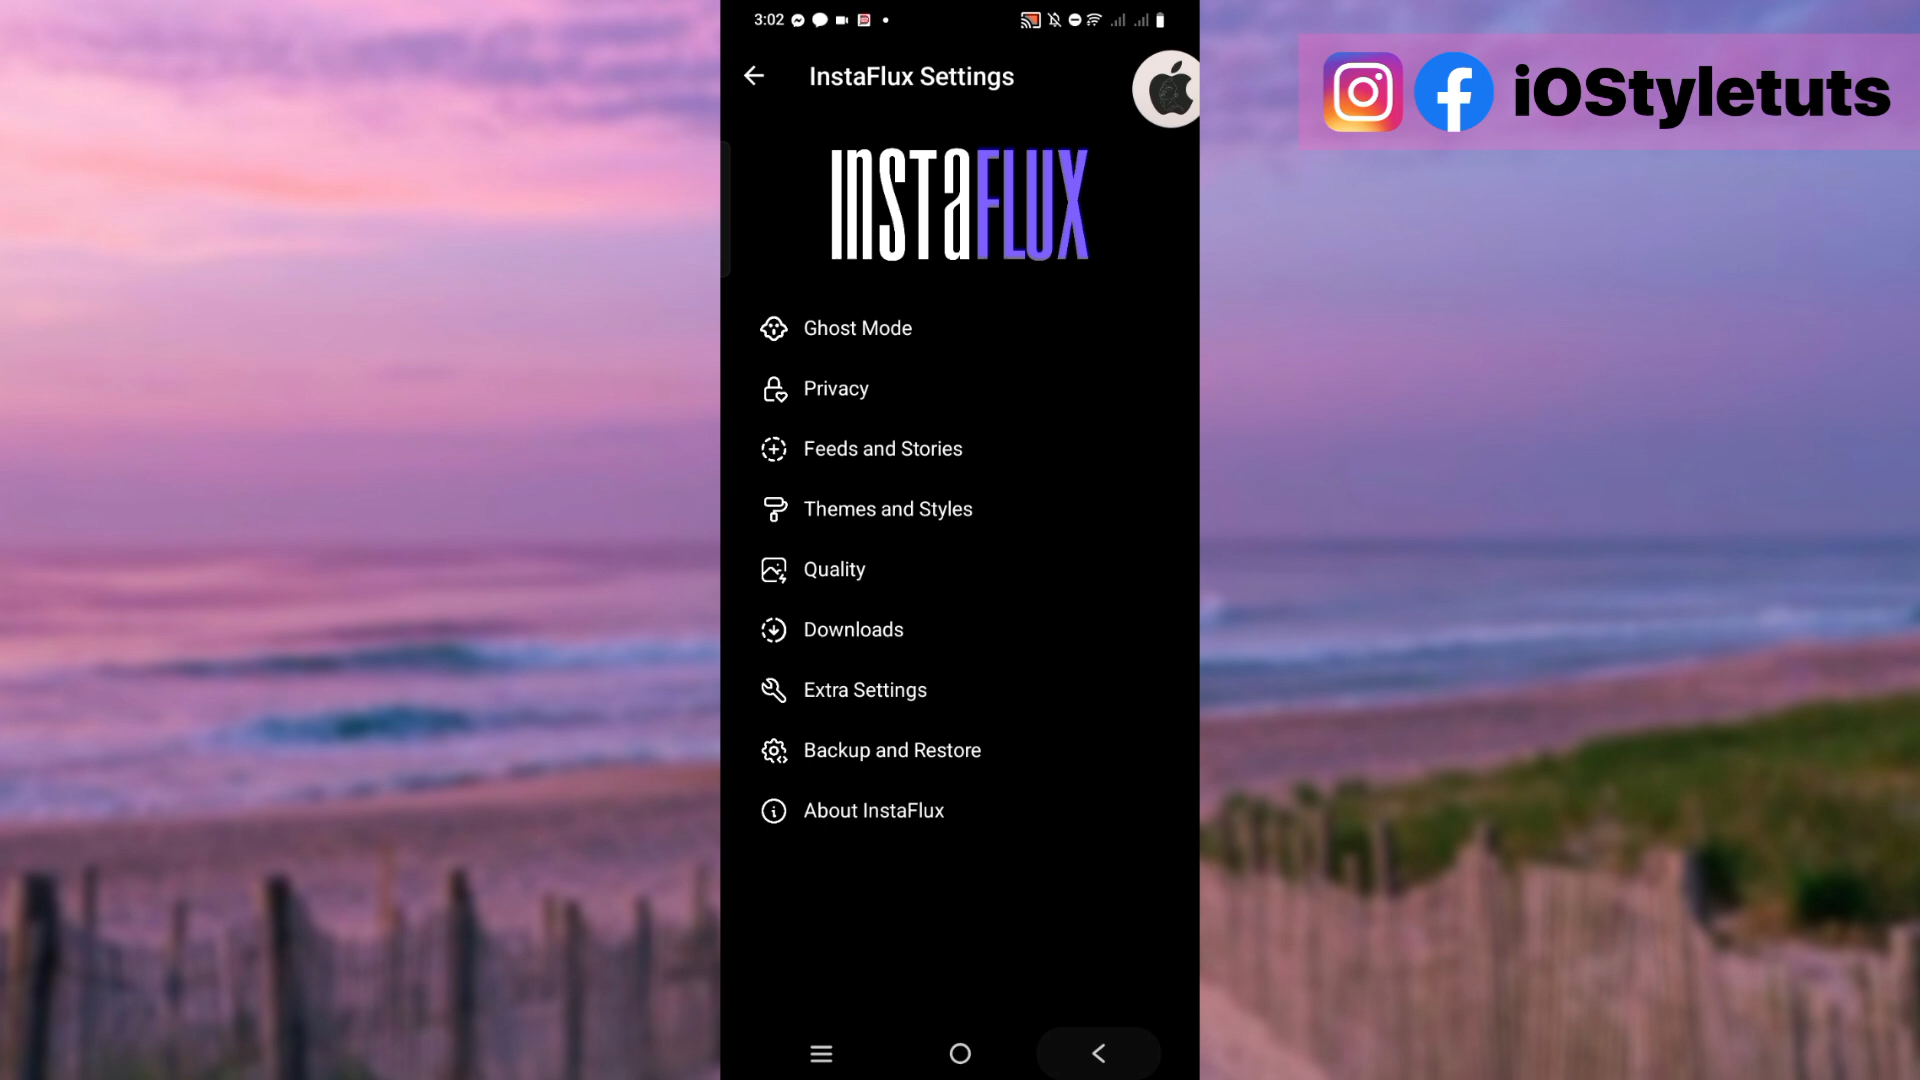 3:02
InstaFlux Settings
iOStyletuts
INSTAFLUX
Ghost Mode
Privacy
Feeds and Stories
Themes and Styles
Quality
Downloads
Extra Settings
Backup and Restore
About InstaFlux